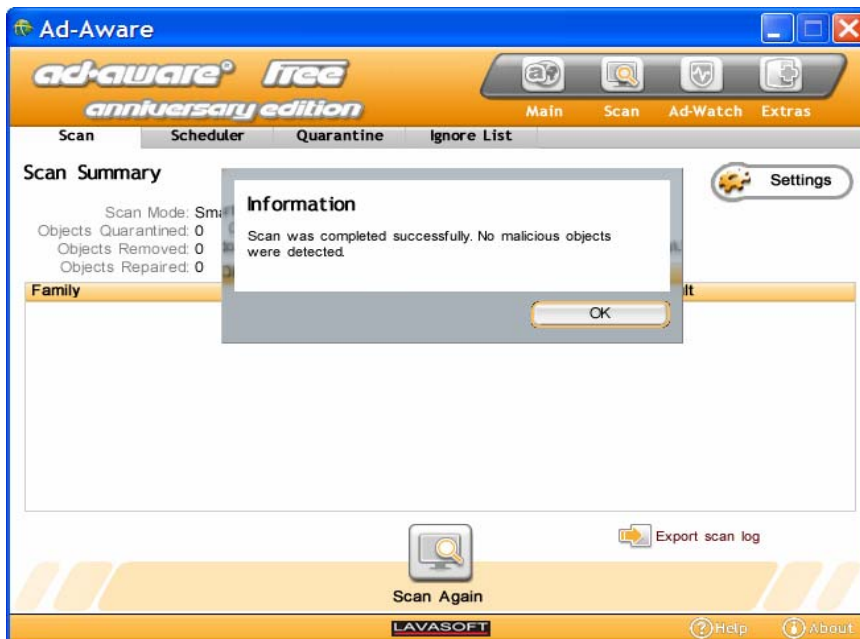 Ad-Aware
ad-aware® free
anniversary edition
Main Scan Ad-Watch Extras
Scan Scheduler Quarantine Ignore List
Scan Summary
Settings
Scan Mode:
Objects Quarantined: 0
Objects Removed: 0
Objects Repaired: 0
Information
Scan was completed successfully. No malicious objects
were detected.
OK
Family
Export scan log
Scan Again
LAVASOFT
Help About